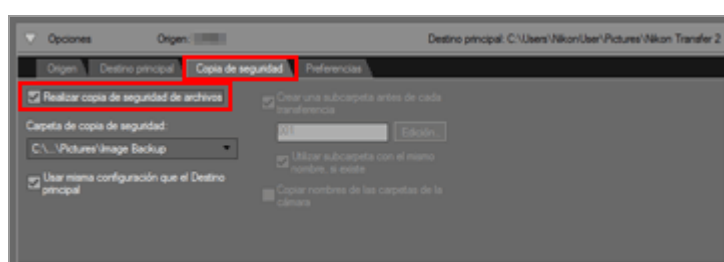 Opciones Origen: Destino principal: C:\Users\NikonUser\Pictures\Nikon Transfer 2
Origen Destino principal Copia de seguridad Preferencias
Realizar copia de seguridad de archivos
Crear una subcarpeta antes de cada
transferencia
Carpeta de copia de seguridad:
001 Edición...
C:\...\Pictures\Image Backup
Utilizar subcarpeta con el mismo
nombre, si existe
Usar misma configuración que el Destino
principal
Copiar nombres de las carpetas de la
cámara